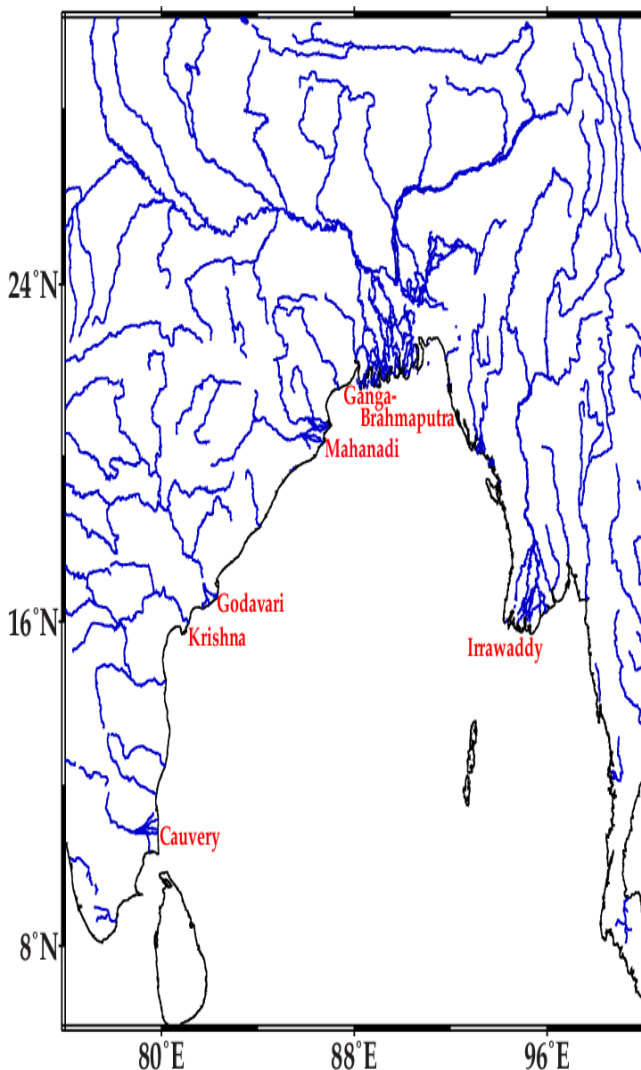 24°N
Ganga-
Brahmaputra
Mahanadi
Godavari
16°N
Krishna
Irrawaddy
Cauvery
8°N
80°E
88°E
96°E